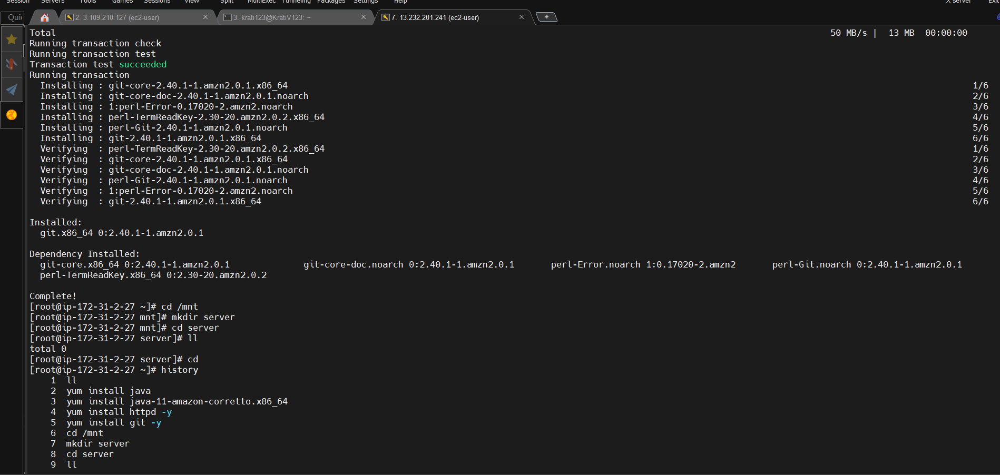 Session Servers Tools Games Sessions View Split MultiExec Tunneling Packages Settings Help X server Exit
2. 3.109.210.127 (ec2-user) 3. krati123@KratiV123: ~ 7. 13.232.201.241 (ec2-user)
Total 50 MB/s | 13 MB 00:00:00
Running transaction check
Running transaction test
Transaction test succeeded
Running transaction
Installing : git-core-2.40.1-1.amzn2.0.1.x86_64 1/6
Installing : git-core-doc-2.40.1-1.amzn2.0.1.noarch 2/6
Installing : 1:perl-Error-0.17020-2.amzn2.noarch 3/6
Installing : perl-TermReadKey-2.30-20.amzn2.0.2.x86_64 4/6
Installing : perl-Git-2.40.1-1.amzn2.0.1.noarch 5/6
Installing : git-2.40.1-1.amzn2.0.1.x86_64 6/6
Verifying : perl-TermReadKey-2.30-20.amzn2.0.2.x86_64 1/6
Verifying : git-core-2.40.1-1.amzn2.0.1.x86_64 2/6
Verifying : git-core-doc-2.40.1-1.amzn2.0.1.noarch 3/6
Verifying : perl-Git-2.40.1-1.amzn2.0.1.noarch 4/6
Verifying : 1:perl-Error-0.17020-2.amzn2.noarch 5/6
Verifying : git-2.40.1-1.amzn2.0.1.x86_64 6/6
Installed:
git.x86_64 0:2.40.1-1.amzn2.0.1
Dependency Installed:
git-core.x86_64 0:2.40.1-1.amzn2.0.1 git-core-doc.noarch 0:2.40.1-1.amzn2.0.1 perl-Error.noarch 1:0.17020-2.amzn2 perl-Git.noarch 0:2.40.1-1.amzn2.0.1
perl-TermReadKey.x86_64 0:2.30-20.amzn2.0.2
Complete!
[root@ip-172-31-2-27 ~]# cd /mnt
[root@ip-172-31-2-27 mnt]# mkdir server
[root@ip-172-31-2-27 mnt]# cd server
[root@ip-172-31-2-27 server]# ll
total 0
[root@ip-172-31-2-27 server]# cd
[root@ip-172-31-2-27 ~]# history
1 ll
2 yum install java
3 yum install java-11-amazon-corretto.x86_64
4 yum install httpd -y
5 yum install git -y
6 cd /mnt
7 mkdir server
8 cd server
9 ll